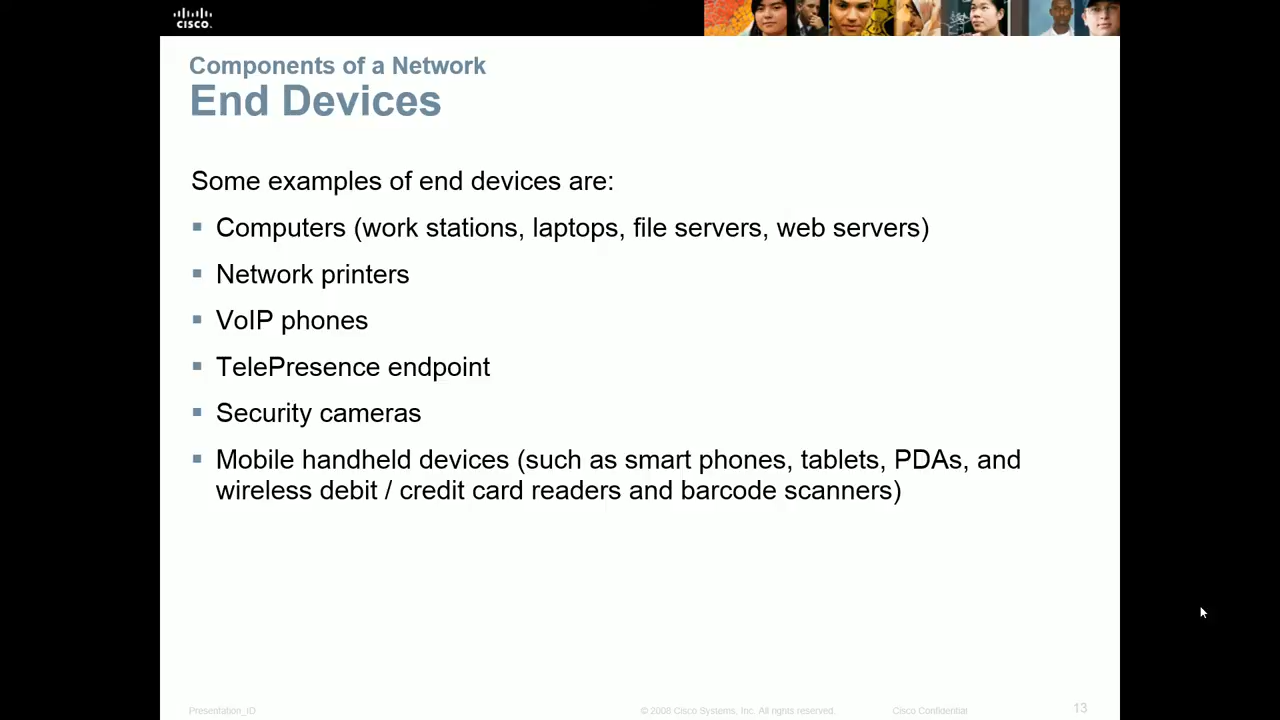 CISCO.
Components of a Network
End Devices
Some examples of end devices are:
▪ Computers (work stations, laptops, file servers, web servers)
▪ Network printers
▪ VoIP phones
▪ TelePresence endpoint
▪ Security cameras
▪ Mobile handheld devices (such as smart phones, tablets, PDAs, and
wireless debit / credit card readers and barcode scanners)
Presentation_ID © 2008 Cisco Systems, Inc. All rights reserved. Cisco Confidential 13